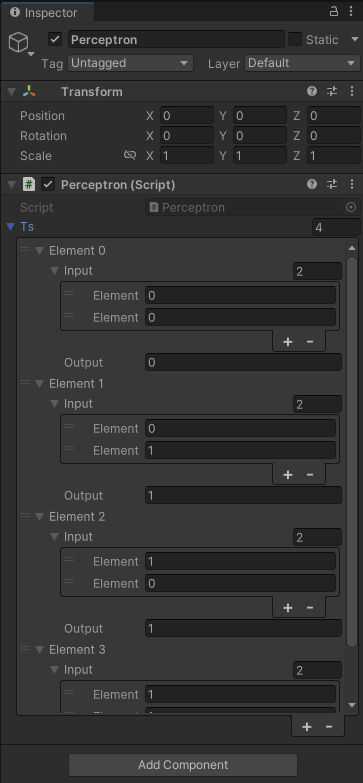 Inspector
Perceptron Static
Tag Untagged Layer Default
Transform
Position X 0 Y 0 Z 0
Rotation X 0 Y 0 Z 0
Scale X 1 Y 1 Z 1
# Perceptron (Script)
Script # Perceptron
Ts 4
Element 0
Input 2
Element 0
Element 0
+ -
Output 0
Element 1
Input 2
Element 0
Element 1
+ -
Output 1
Element 2
Input 2
Element 1
Element 0
+ -
Output 1
Element 3
Input 2
Element 1
+ -
Add Component